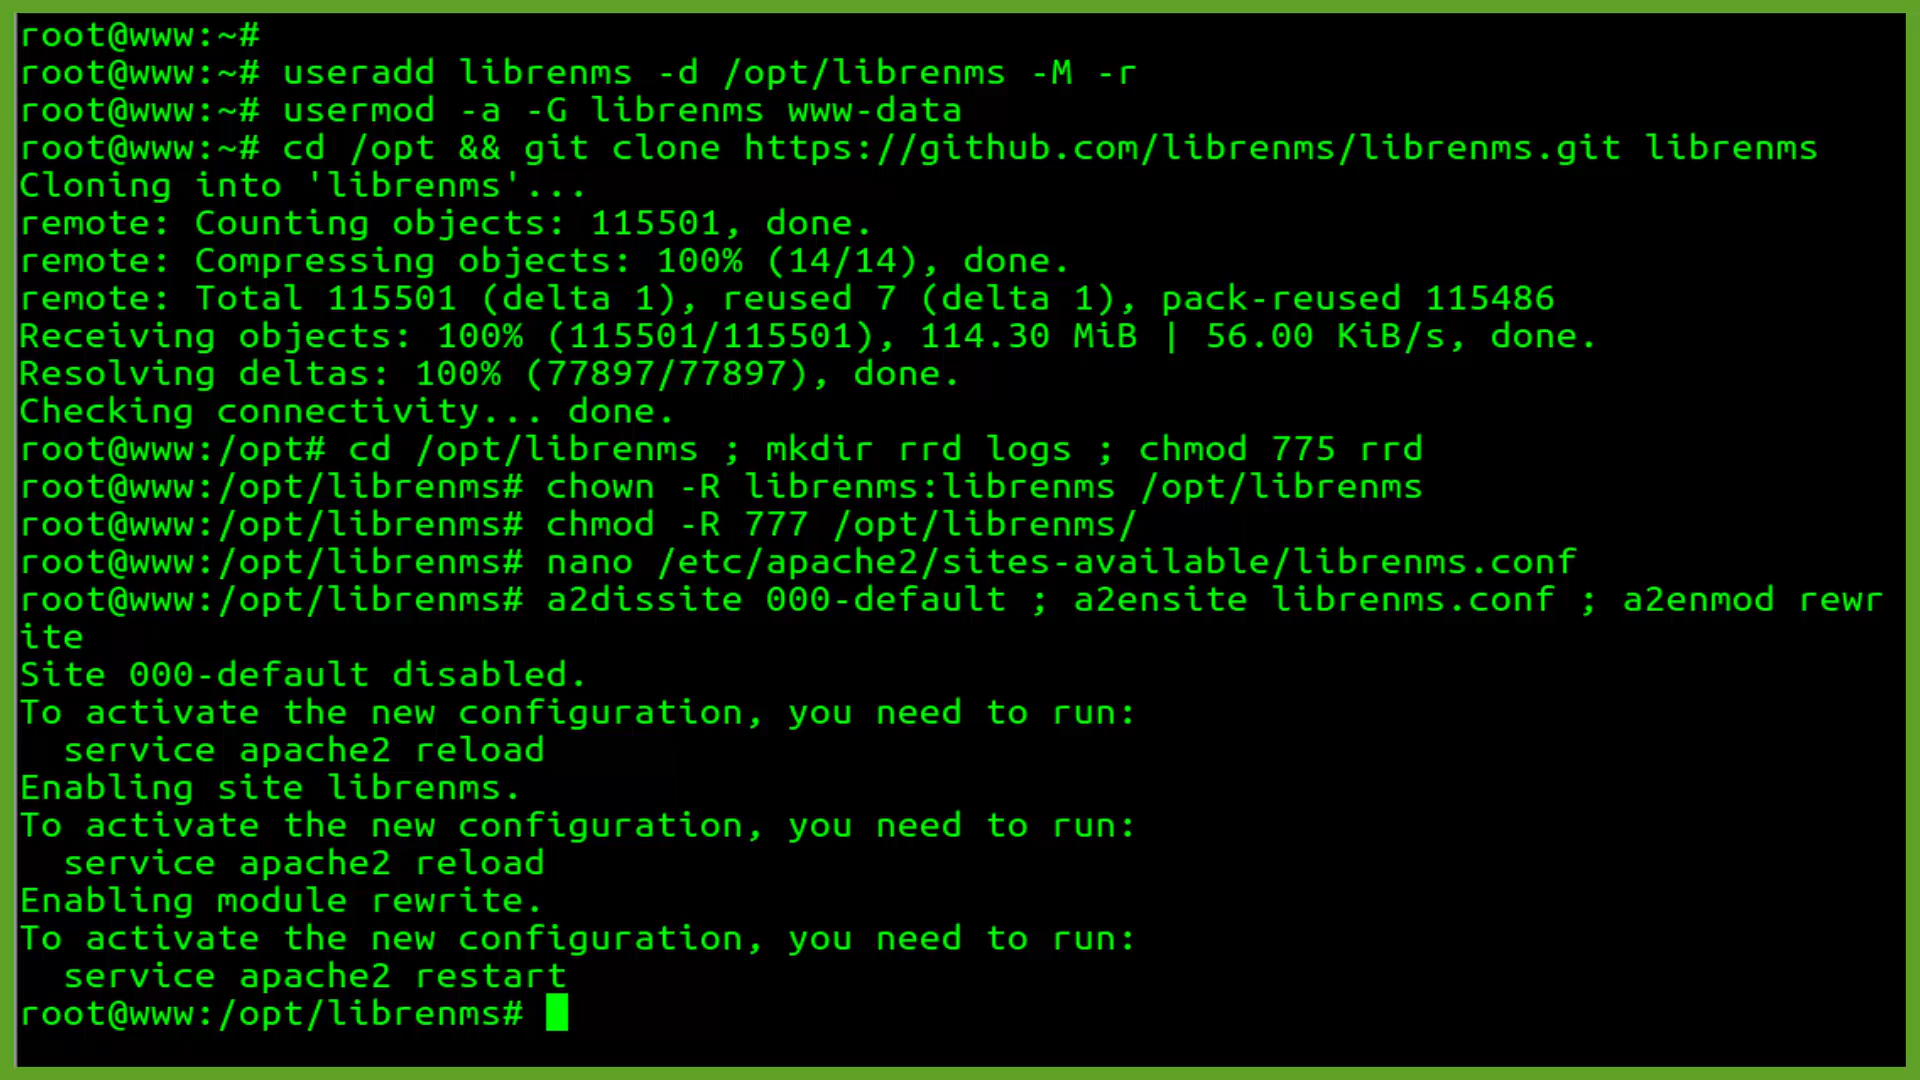 root@www:~#
root@www:~# useradd librenms -d /opt/librenms -M -r
root@www:~# usermod -a -G librenms www-data
root@www:~# cd /opt && git clone https://github.com/librenms/librenms.git librenms
Cloning into 'librenms'...
remote: Counting objects: 115501, done.
remote: Compressing objects: 100% (14/14), done.
remote: Total 115501 (delta 1), reused 7 (delta 1), pack-reused 115486
Receiving objects: 100% (115501/115501), 114.30 MiB | 56.00 KiB/s, done.
Resolving deltas: 100% (77897/77897), done.
Checking connectivity... done.
root@www:/opt# cd /opt/librenms ; mkdir rrd logs ; chmod 775 rrd
root@www:/opt/librenms# chown -R librenms:librenms /opt/librenms
root@www:/opt/librenms# chmod -R 777 /opt/librenms/
root@www:/opt/librenms# nano /etc/apache2/sites-available/librenms.conf
root@www:/opt/librenms# a2dissite 000-default ; a2ensite librenms.conf ; a2enmod rewr
ite
Site 000-default disabled.
To activate the new configuration, you need to run:
  service apache2 reload
Enabling site librenms.
To activate the new configuration, you need to run:
  service apache2 reload
Enabling module rewrite.
To activate the new configuration, you need to run:
  service apache2 restart
root@www:/opt/librenms#